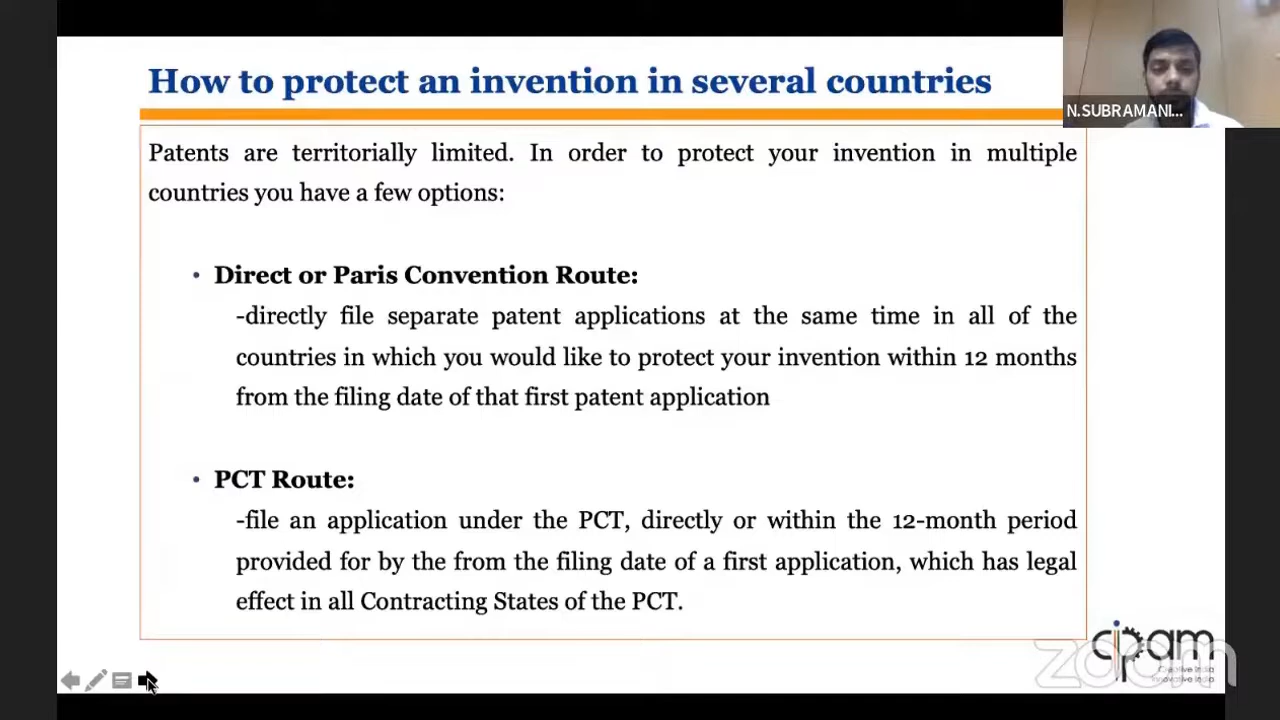 How to protect an invention in several countries
N.SUBRAMANI...
Patents are territorially limited. In order to protect your invention in multiple
countries you have a few options:
• Direct or Paris Convention Route:
-directly file separate patent applications at the same time in all of the
countries in which you would like to protect your invention within 12 months
from the filing date of that first patent application
• PCT Route:
-file an application under the PCT, directly or within the 12-month period
provided for by the from the filing date of a first application, which has legal
effect in all Contracting States of the PCT.
cipam
Creative India
Innovative India
zoom